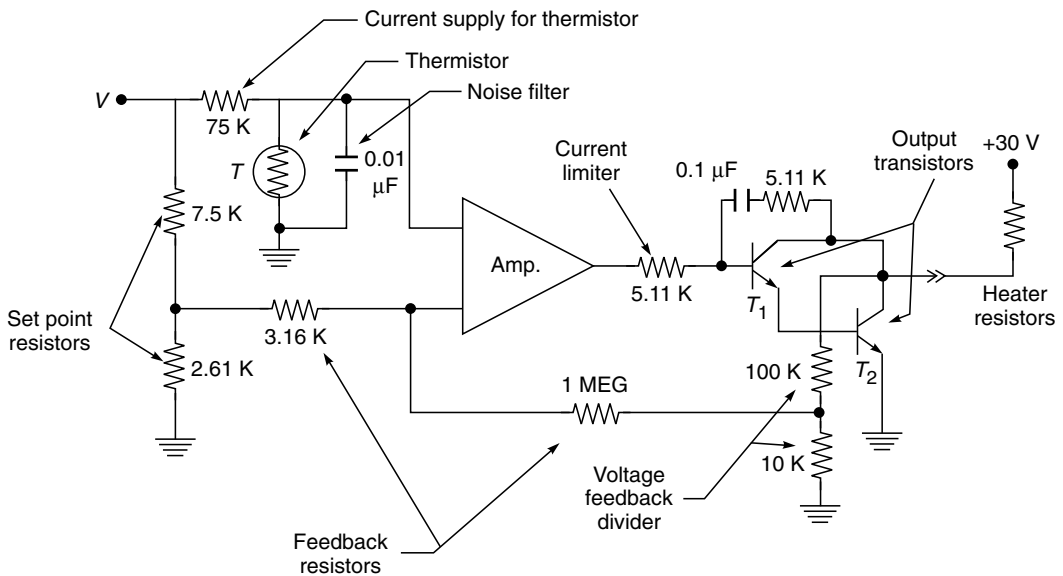 Current supply for thermistor
Thermistor
Noise filter
V
75 K
T
0.01
μF
7.5 K
Current
limiter
0.1 μF
5.11 K
Output
transistors
+30 V
Amp.
5.11 K
T1
Heater
resistors
Set point
resistors
3.16 K
2.61 K
1 MEG
100 K
T2
10 K
Voltage
feedback
divider
Feedback
resistors